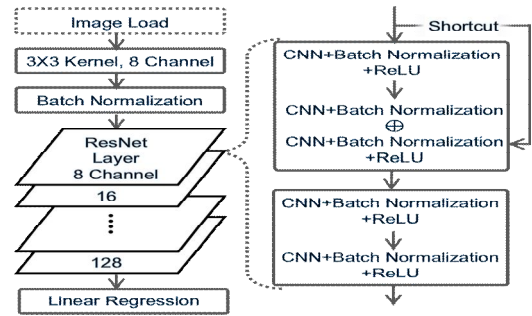 Image Load
3X3 Kernel, 8 Channel
Batch Normalization
ResNet
Layer
8 Channel
16
128
Linear Regression
Shortcut
CNN+Batch Normalization
+ReLU
CNN+Batch Normalization
⊕
CNN+Batch Normalization
+ReLU
CNN+Batch Normalization
+ReLU
CNN+Batch Normalization
+ReLU